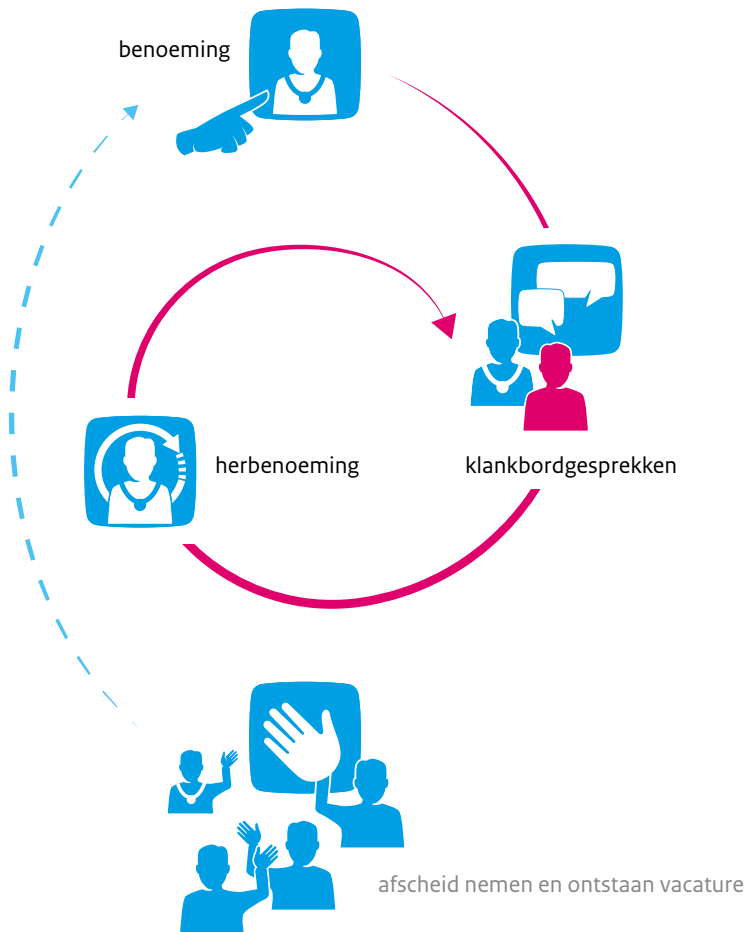 benoeming
herbenoeming
klankbordgesprekken
afscheid nemen en ontstaan vacature